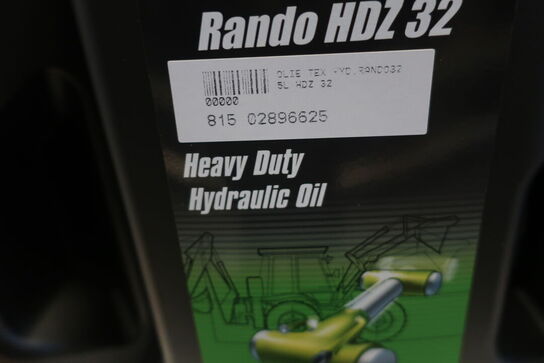 Rando HDZ 32
OLIE TEX HYD.RANDO32
5L HDZ 32
00000
815 02896625
Heavy Duty
Hydraulic Oil